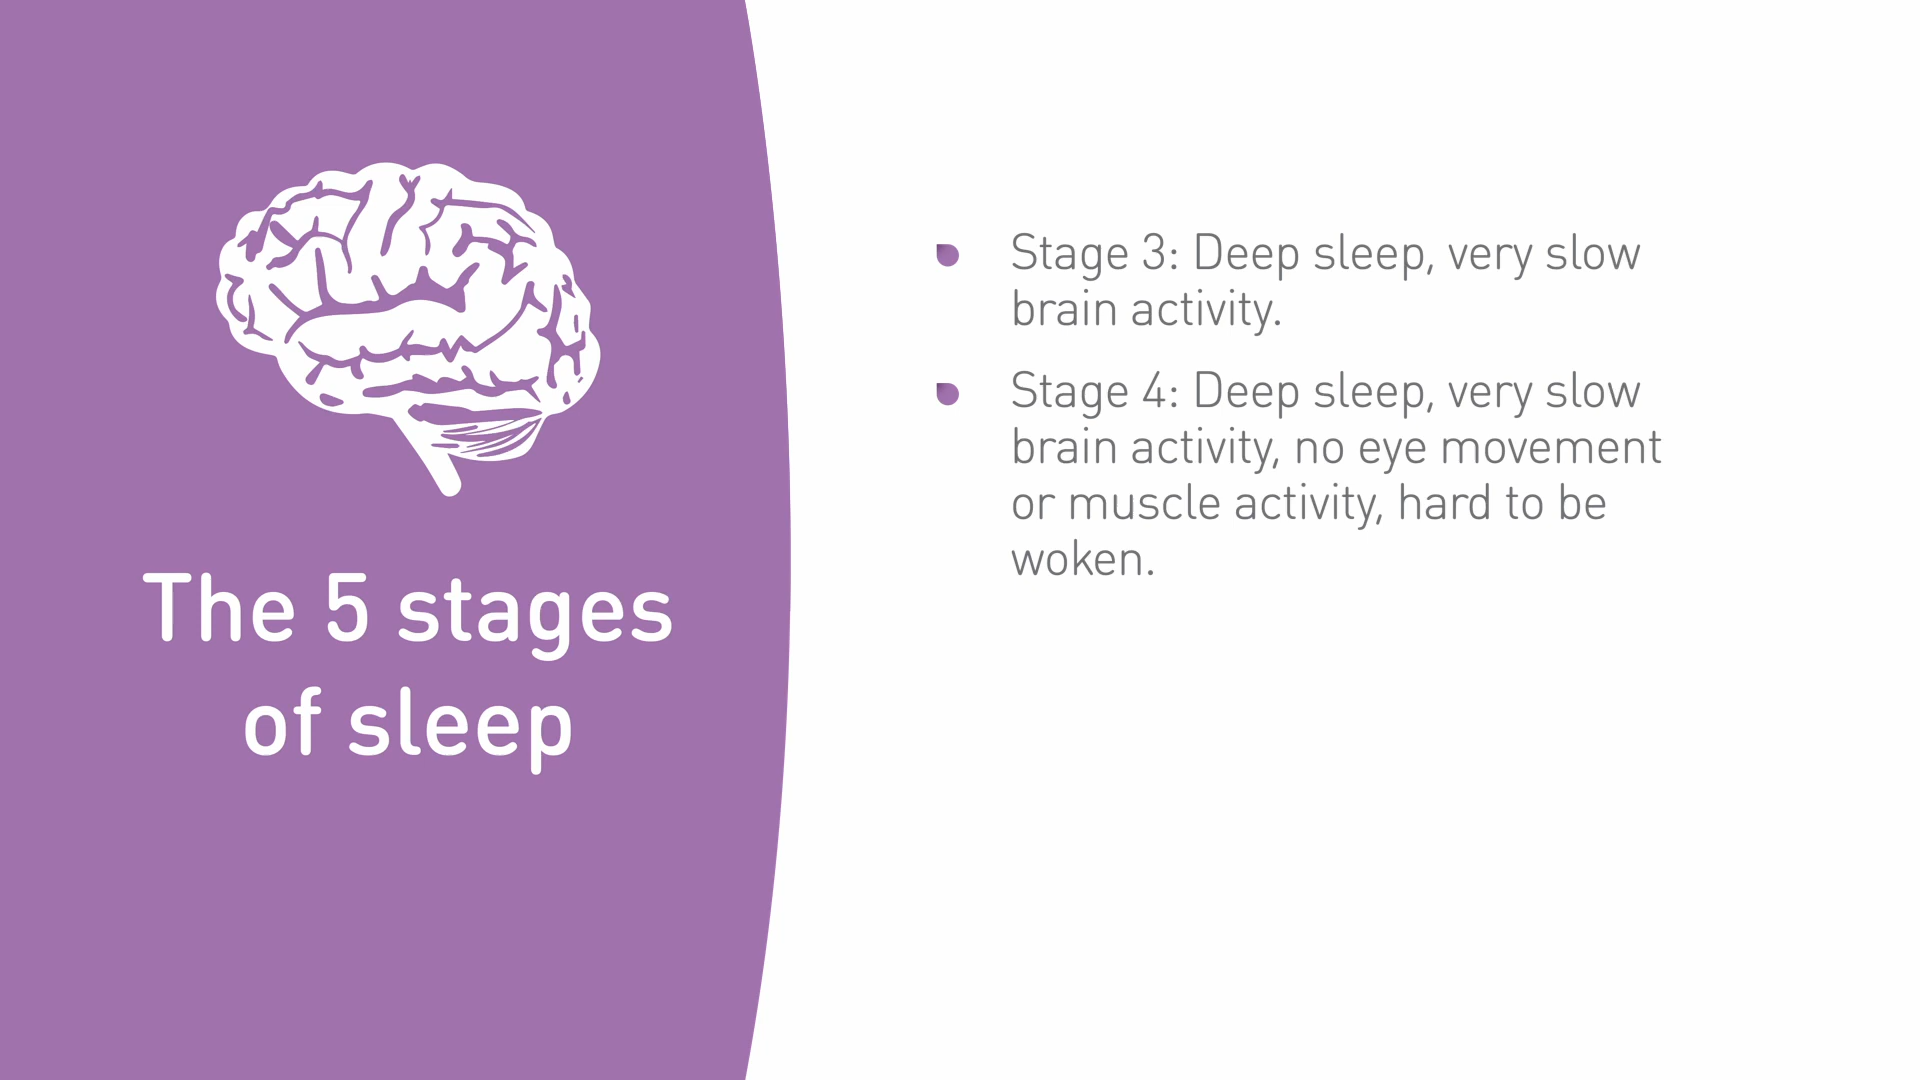 The 5 stages
of sleep
Stage 3: Deep sleep, very slow
brain activity.
Stage 4: Deep sleep, very slow
brain activity, no eye movement
or muscle activity, hard to be
woken.